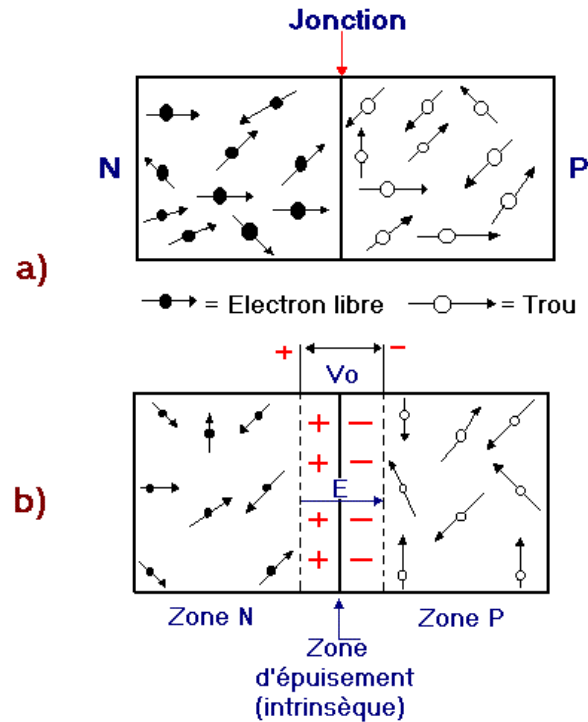 Jonction
N
P
a)
= Electron libre
= Trou
+
-
Vo
+ -
+ -
E
+ -
+ -
b)
Zone N
Zone P
Zone
d'épuisement
(intrinsèque)